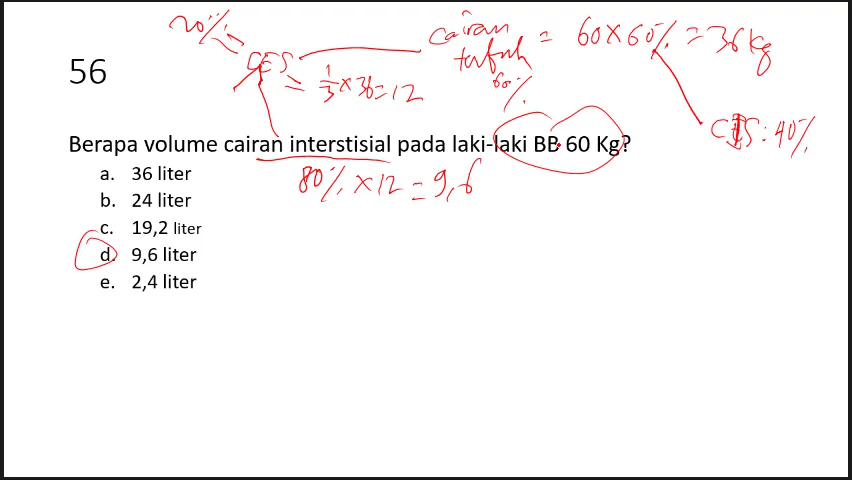 20%
cairan = 60 x 60% = 36 kg
CES
tubuh
60%
56
= 1/3 x 36 = 12
CIS : 40%
Berapa volume cairan interstisial pada laki-laki BB 60 Kg?
80% x 12 = 9,6
a. 36 liter
b. 24 liter
c. 19,2 liter
d. 9,6 liter
e. 2,4 liter